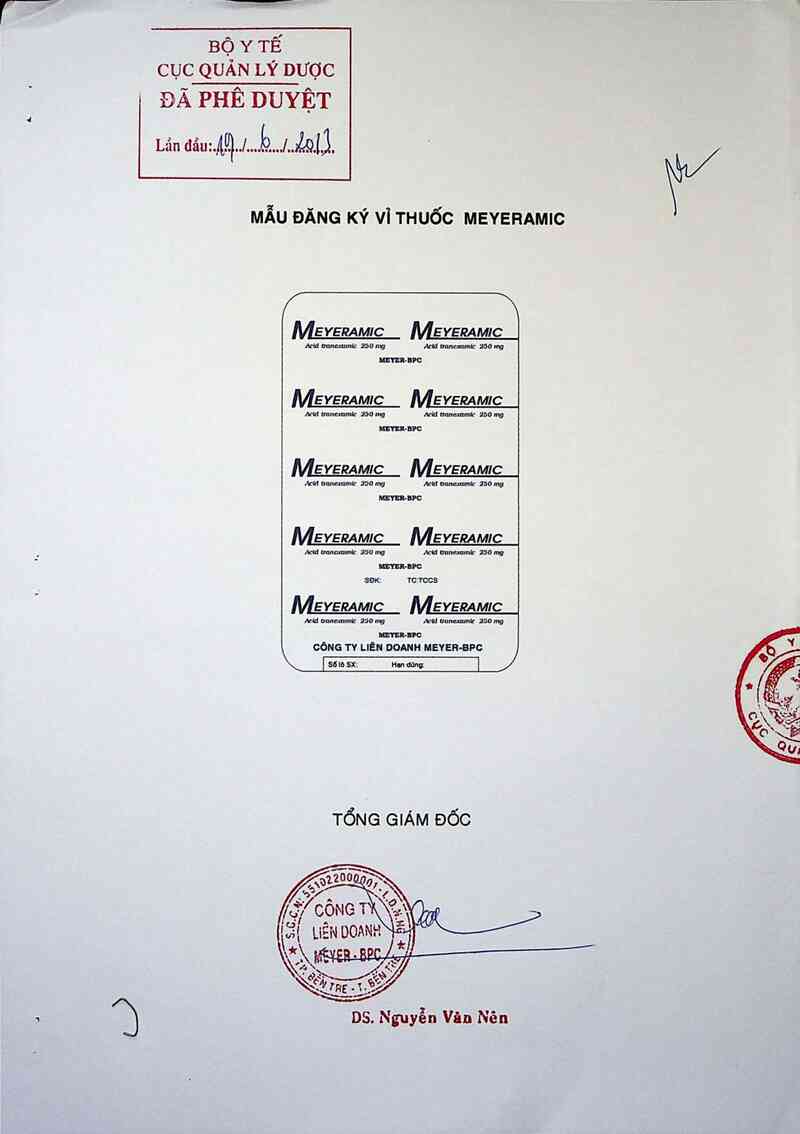 BỘ Y TẾ
CỤC QUẢN LÝ DƯỢC
ĐÃ PHÊ DUYỆT
Lần đầu: 19 / 6 / 2013
MẪU ĐĂNG KÝ VỈ THUỐC MEYERAMIC
MEYERAMIC MEYERAMIC
Acid tranexamic 250 mg Acid tranexamic 250 mg
MEYER-BPC
MEYERAMIC MEYERAMIC
Acid tranexamic 250 mg Acid tranexamic 250 mg
MEYER-BPC
MEYERAMIC MEYERAMIC
Acid tranexamic 250 mg Acid tranexamic 250 mg
MEYER-BPC
MEYERAMIC MEYERAMIC
Acid tranexamic 250 mg Acid tranexamic 250 mg
MEYER-BPC
SĐK: TC:TCCS
MEYERAMIC MEYERAMIC
Acid tranexamic 250 mg Acid tranexamic 250 mg
MEYER-BPC
CÔNG TY LIÊN DOANH MEYER-BPC
Số lô SX: Hạn dùng:
BỘ Y
CỤC QU
TỔNG GIÁM ĐỐC
S.G.C.N: 551022000001 - L.D.N.NG
CÔNG TY
LIÊN DOANH
MEYER - BPC
TP. BẾN TRE - T. BẾN TRE
DS. Nguyễn Văn Nên